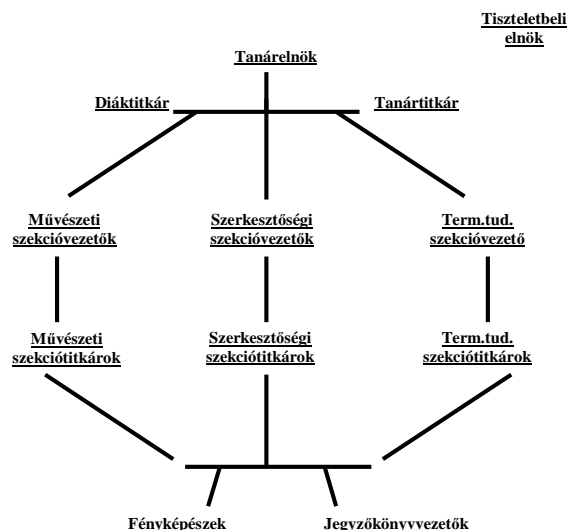 Tiszteletbeli
elnök
Tanárelnök
Diáktitkár
Tanártitkár
Művészeti
szekcióvezetők
Szerkesztőségi
szekcióvezetők
Term.tud.
szekcióvezető
Művészeti
szekciótitkárok
Szerkesztőségi
szekciótitkárok
Term.tud.
szekciótitkárok
Fényképészek
Jegyzőkönyvvezetők